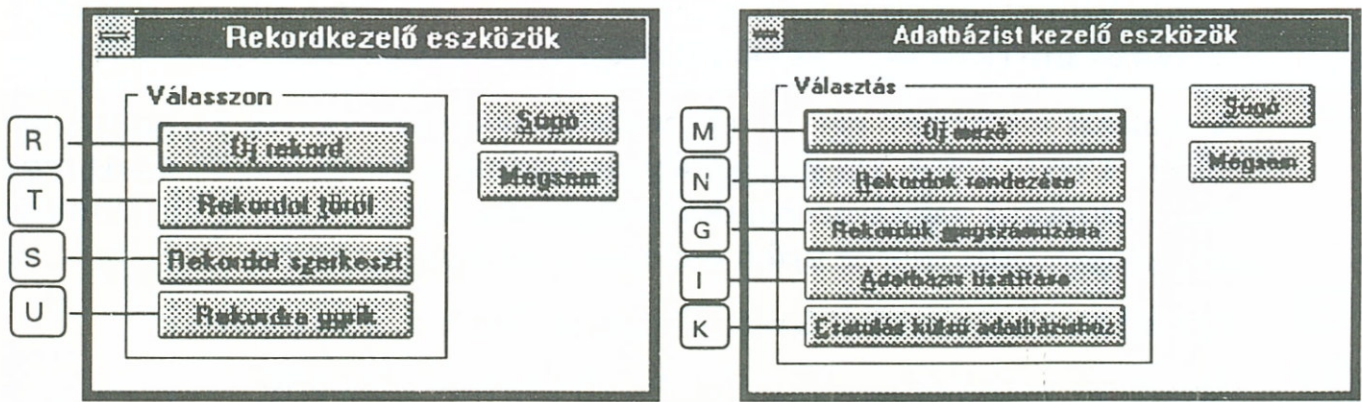 Rekordkezelő eszközök
Válasszon
R
Új rekord
T
Rekordot töröl
S
Rekordot szerkeszt
U
Rekordra ugrik
Súgó
Mégsem
Adatbázist kezelő eszközök
Választás
M
Új mező
N
Rekordok rendezése
G
Rekordok megszámozása
I
Adatbázis tisztítása
K
Csatolás külső adatbázishoz
Súgó
Mégsem